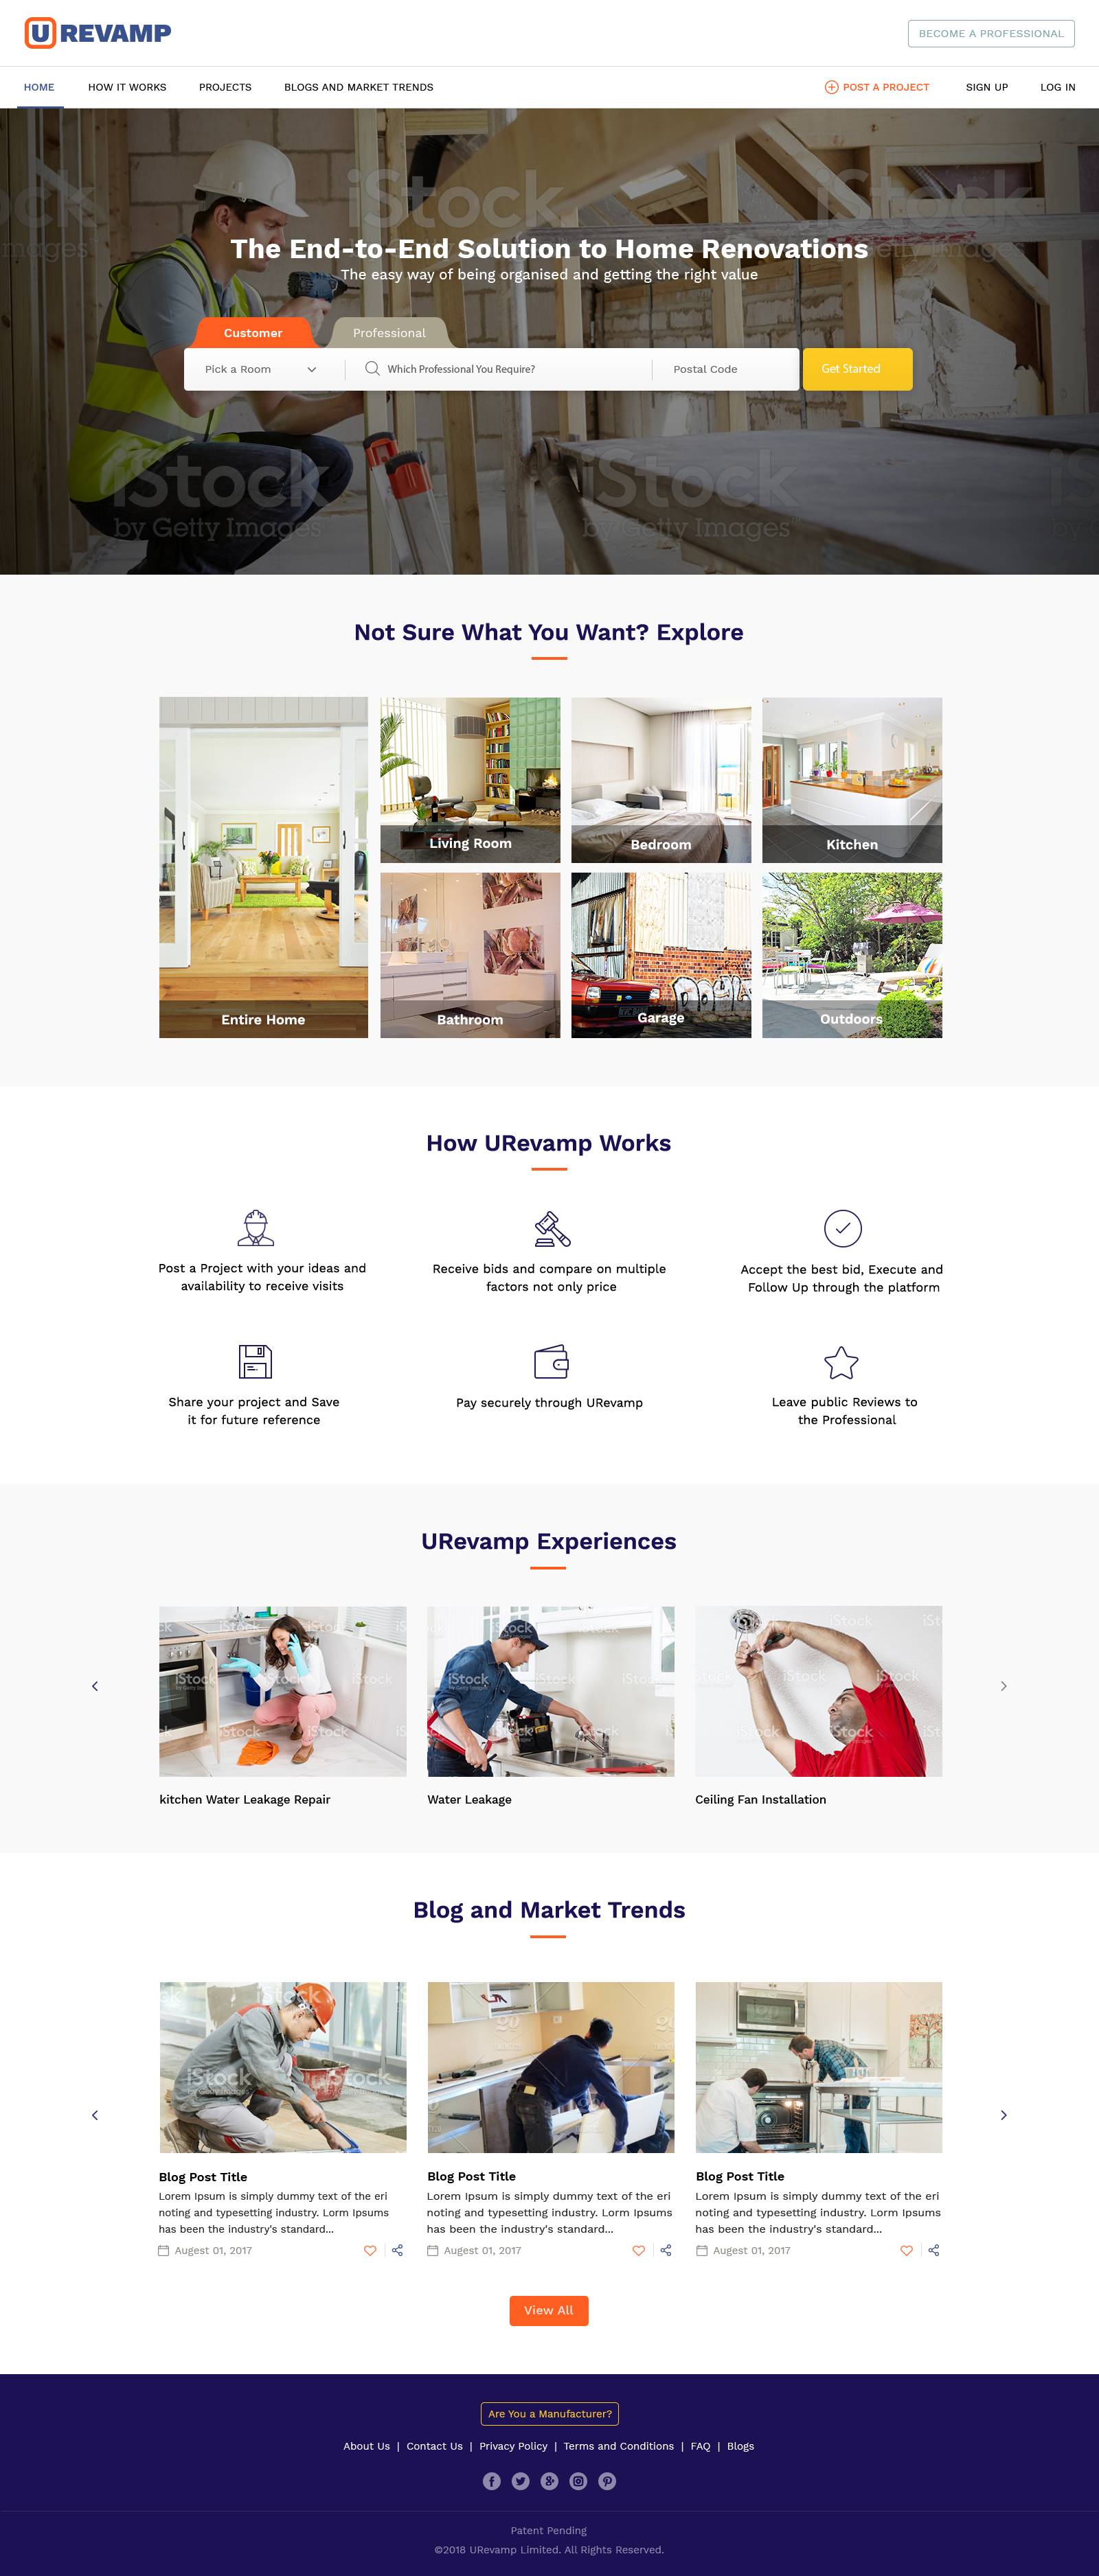 U REVAMP
BECOME A PROFESSIONAL
HOME
HOW IT WORKS
PROJECTS
BLOGS AND MARKET TRENDS
POST A PROJECT
SIGN UP
LOG IN
iStock
iStock
The End-to-End Solution to Home Renovations
The easy way of being organised and getting the right value
Customer
Professional
Pick a Room
Which Professional You Require?
Postal Code
Get Started
iStock
by Getty Images
iStock
by Getty Images
Not Sure What You Want? Explore
Living Room
Bedroom
Kitchen
Entire Home
Bathroom
Garage
Outdoors
How URevamp Works
Post a Project with your ideas and
availability to receive visits
Receive bids and compare on multiple
factors not only price
Accept the best bid, Execute and
Follow Up through the platform
Share your project and Save
it for future reference
Pay securely through URevamp
Leave public Reviews to
the Professional
URevamp Experiences
kitchen Water Leakage Repair
Water Leakage
Ceiling Fan Installation
Blog and Market Trends
Blog Post Title
Lorem Ipsum is simply dummy text of the eri
noting and typesetting industry. Lorm Ipsums
has been the industry's standard...
Augest 01, 2017
Blog Post Title
Lorem Ipsum is simply dummy text of the eri
noting and typesetting industry. Lorm Ipsums
has been the industry's standard...
Augest 01, 2017
Blog Post Title
Lorem Ipsum is simply dummy text of the eri
noting and typesetting industry. Lorm Ipsums
has been the industry's standard...
Augest 01, 2017
View All
Are You a Manufacturer?
About Us | Contact Us | Privacy Policy | Terms and Conditions | FAQ | Blogs
Patent Pending
©2018 URevamp Limited. All Rights Reserved.